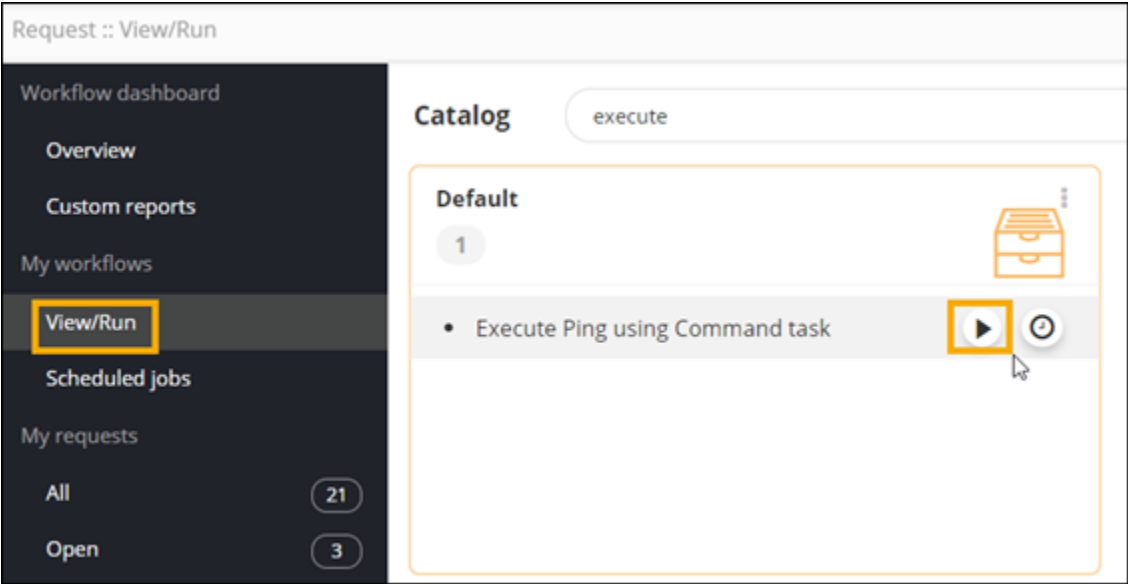 Request :: View/Run
Workflow dashboard
Overview
Custom reports
My workflows
View/Run
Scheduled jobs
My requests
All 21
Open 3
Catalog execute
Default
1
• Execute Ping using Command task